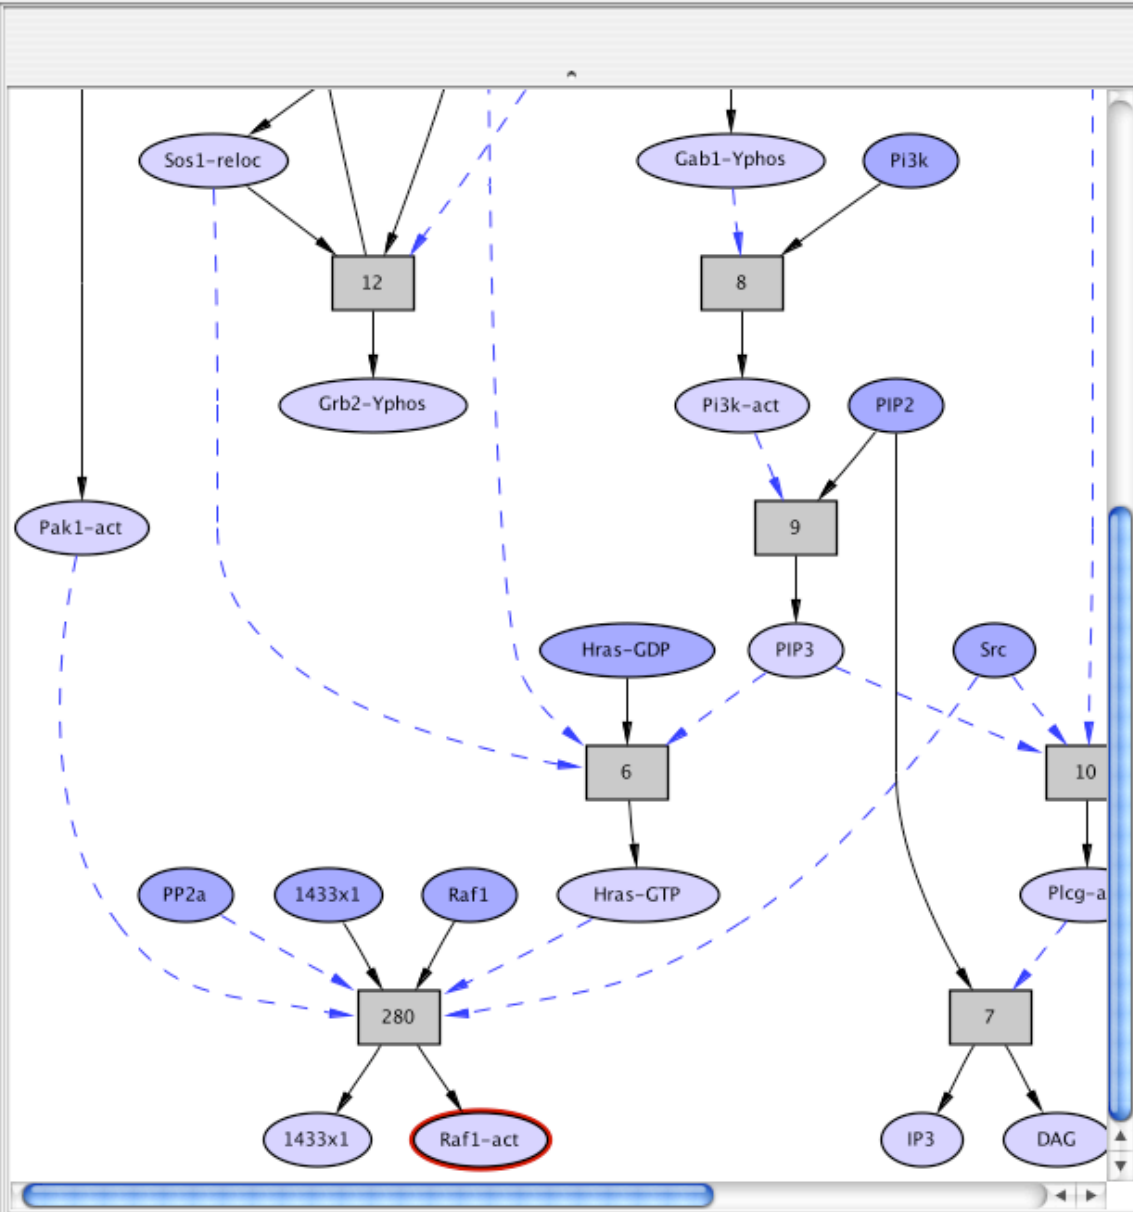 Sos1-reloc
Gab1-Yphos
Pi3k
12
8
Grb2-Yphos
Pi3k-act
PIP2
Pak1-act
9
Hras-GDP
PIP3
Src
6
10
PP2a
1433x1
Raf1
Hras-GTP
Plcg-a
280
7
1433x1
Raf1-act
IP3
DAG